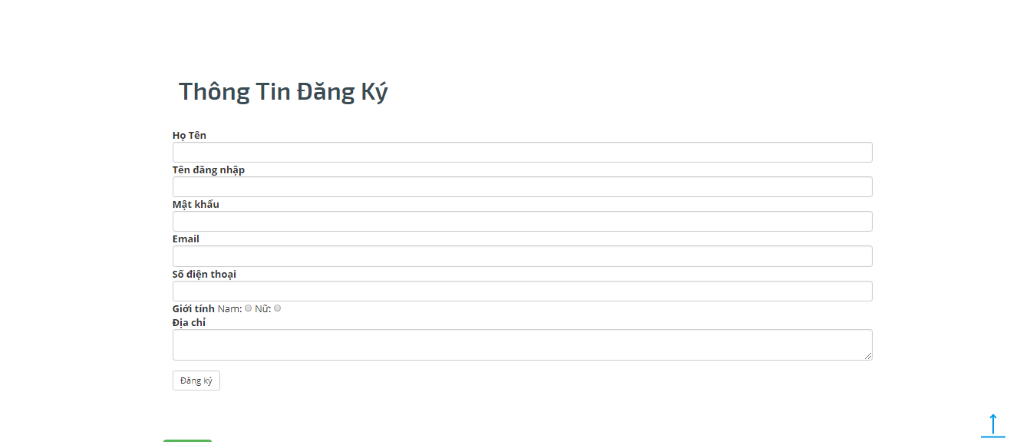 Thông Tin Đăng Ký
Họ Tên
Tên đăng nhập
Mật khẩu
Email
Số điện thoại
Giới tính Nam: Nữ:
Địa chỉ
Đăng ký